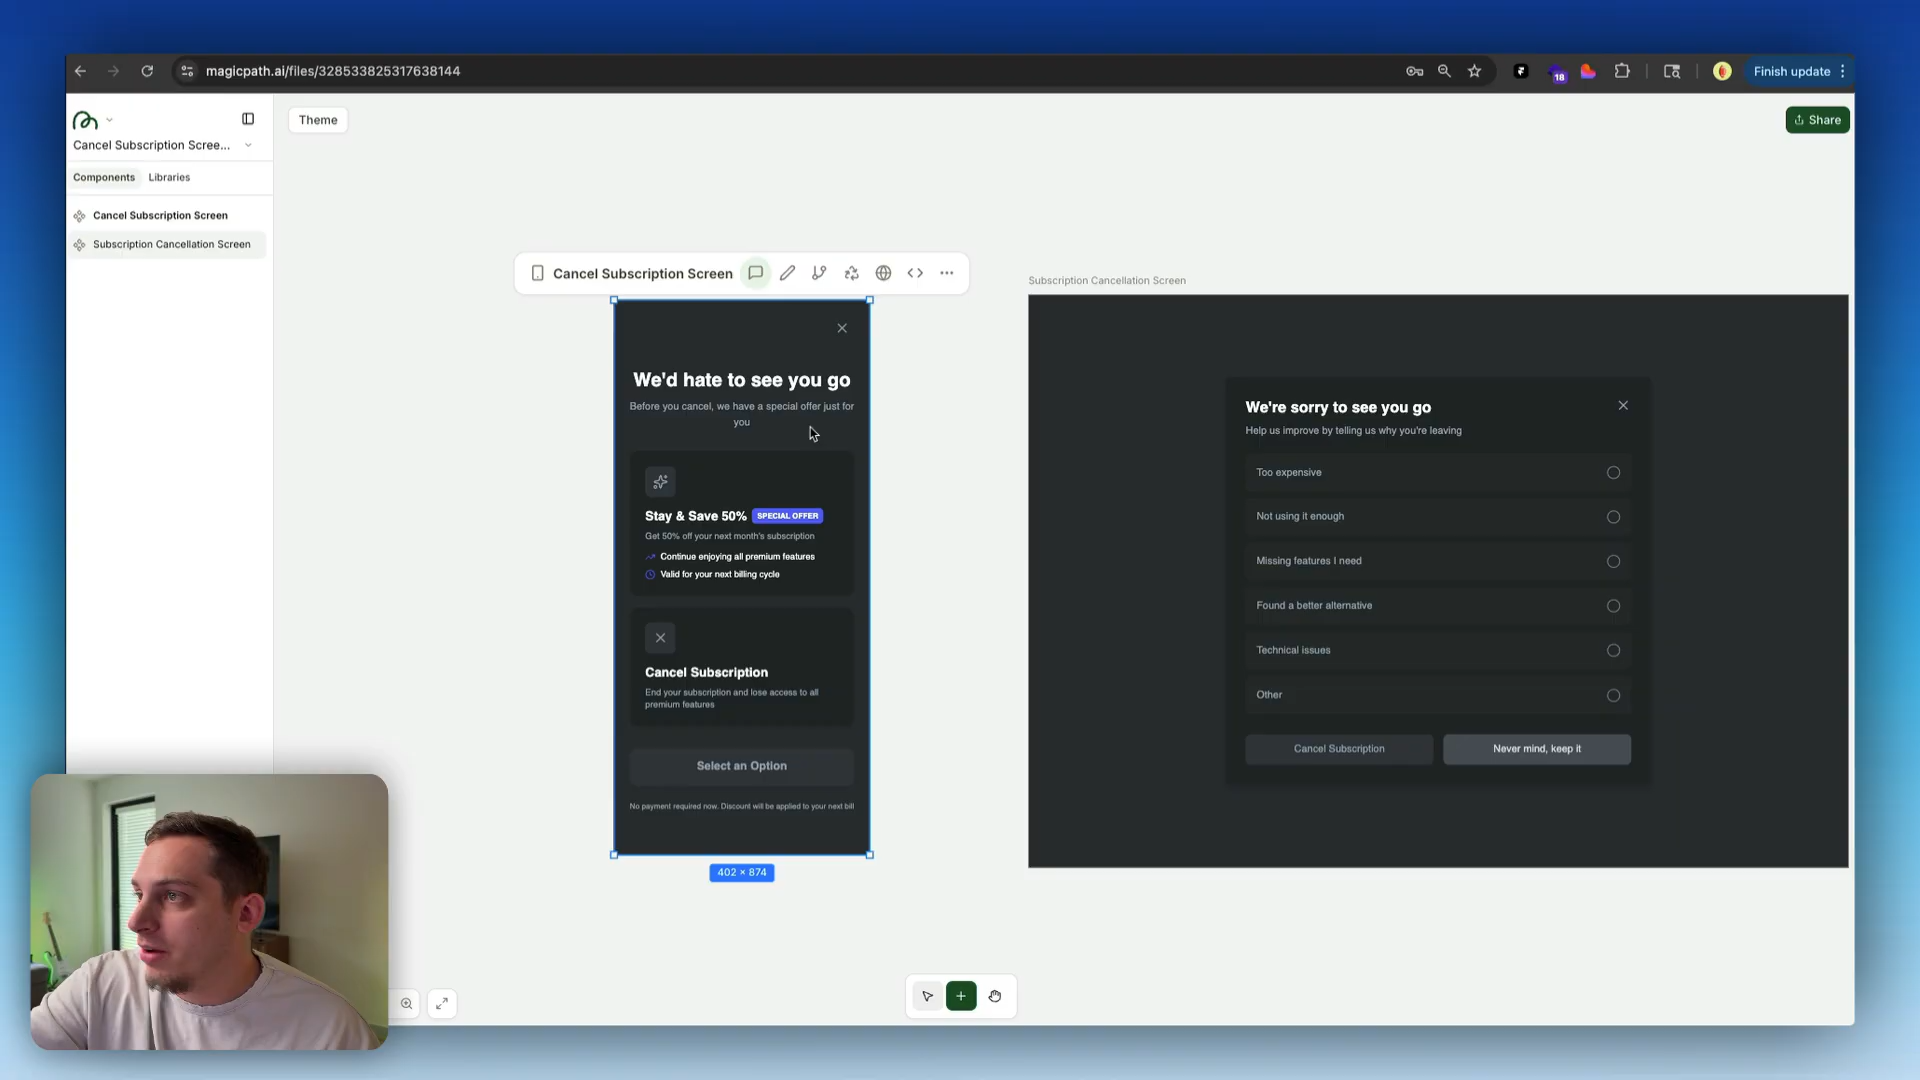 magicpath.ai/files/328533825317638144
18
Finish update
Cancel Subscription Scree...
Components
Libraries
Cancel Subscription Screen
Subscription Cancellation Screen
Theme
Share
Cancel Subscription Screen
We'd hate to see you go
Before you cancel, we have a special offer just for
you
Stay & Save 50%
SPECIAL OFFER
Get 50% off your next month's subscription
Continue enjoying all premium features
Valid for your next billing cycle
Cancel Subscription
End your subscription and lose access to all
premium features
Select an Option
No payment required now. Discount will be applied to your next bill
402 × 874
Subscription Cancellation Screen
We're sorry to see you go
Help us improve by telling us why you're leaving
Too expensive
Not using it enough
Missing features I need
Found a better alternative
Technical issues
Other
Cancel Subscription
Never mind, keep it